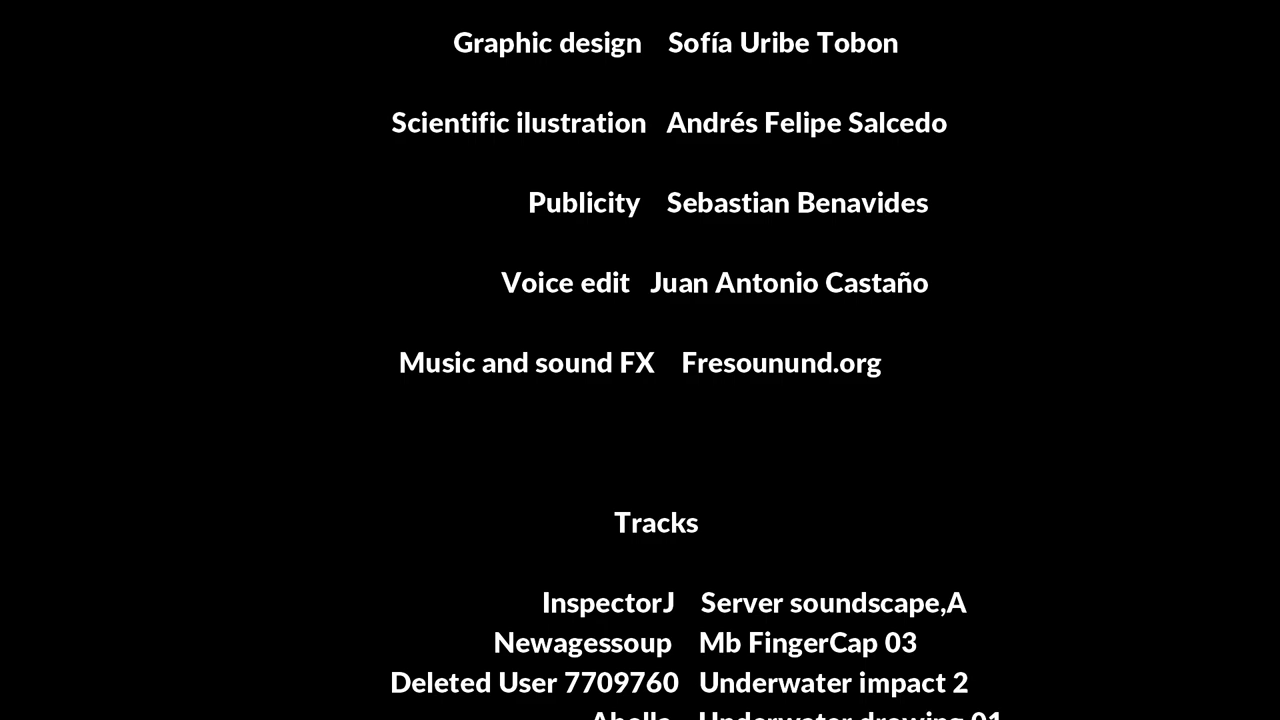 Graphic design Sofía Uribe Tobon
Scientific ilustration Andrés Felipe Salcedo
Publicity Sebastian Benavides
Voice edit Juan Antonio Castaño
Music and sound FX Fresounund.org
Tracks
InspectorJ Server soundscape,A
Newagessoup Mb FingerCap 03
Deleted User 7709760 Underwater impact 2
Underwater